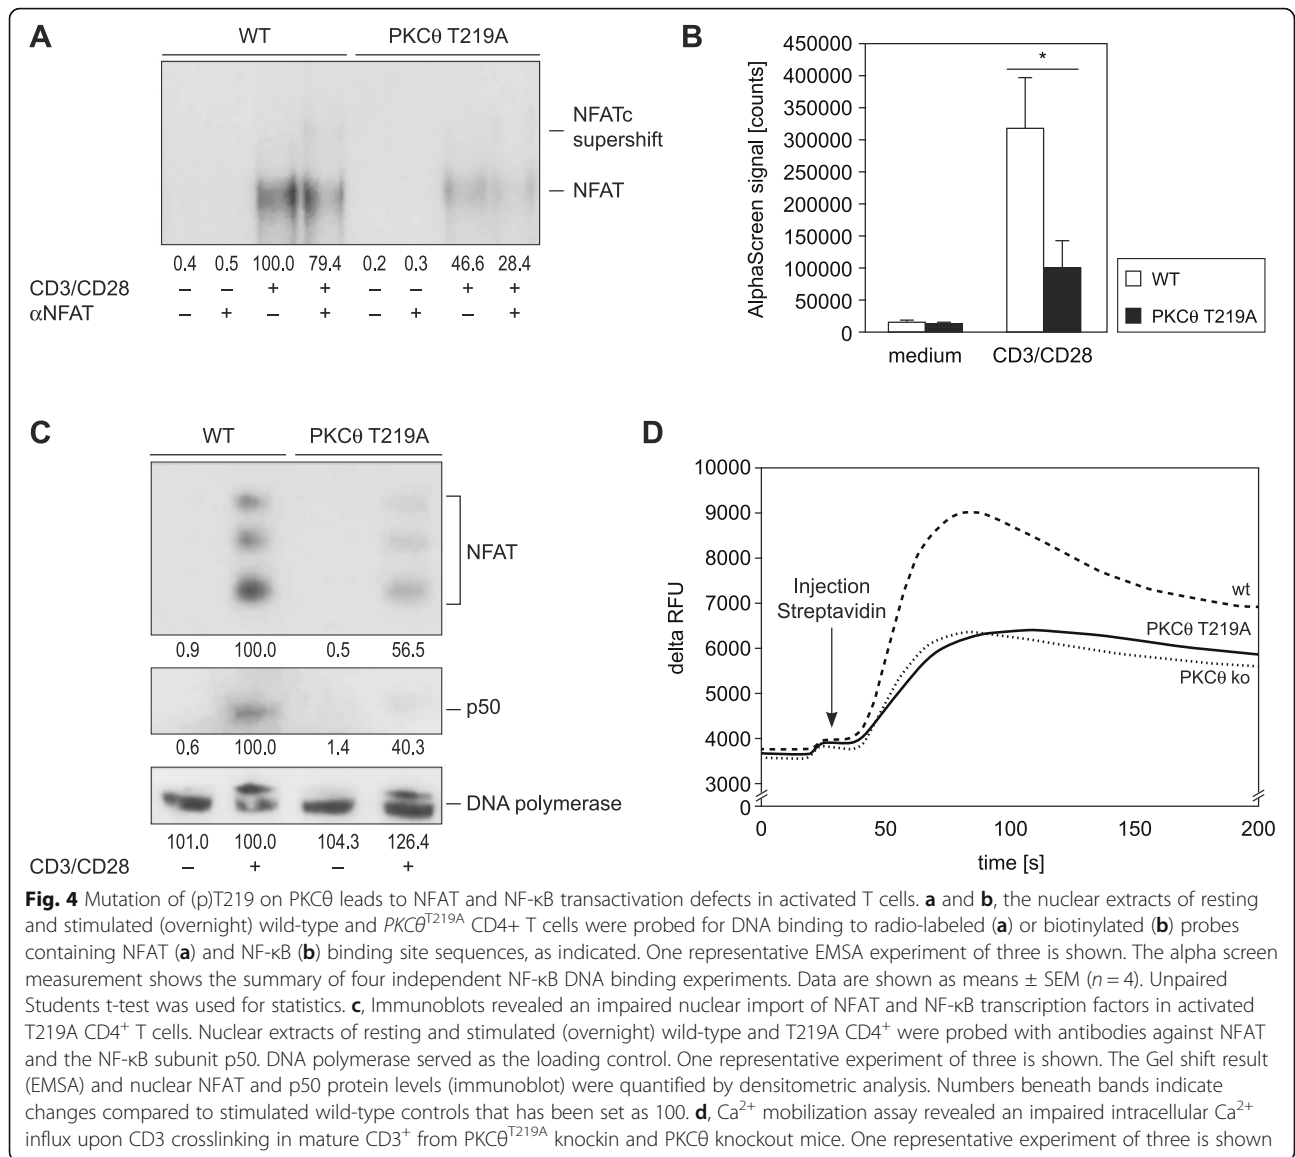 A
WT
PKCθ T219A
NFATc
supershift
NFAT
0.4 0.5 100.0 79.4 0.2 0.3 46.6 28.4
CD3/CD28 – – + + – – + +
αNFAT – + – + – + – +
B
AlphaScreen signal [counts]
450000
400000
350000
300000
250000
200000
150000
100000
50000
0
*
medium
CD3/CD28
WT
PKCθ T219A
C
WT
PKCθ T219A
NFAT
0.9 100.0 0.5 56.5
p50
0.6 100.0 1.4 40.3
DNA polymerase
101.0 100.0 104.3 126.4
CD3/CD28 – + – +
D
delta RFU
10000
9000
8000
7000
6000
5000
4000
3000
0
Injection
Streptavidin
wt
PKCθ T219A
PKCθ ko
0 50 100 150 200
time [s]
Fig. 4 Mutation of (p)T219 on PKCθ leads to NFAT and NF-κB transactivation defects in activated T cells. a and b, the nuclear extracts of resting
and stimulated (overnight) wild-type and PKCθT219A CD4+ T cells were probed for DNA binding to radio-labeled (a) or biotinylated (b) probes
containing NFAT (a) and NF-κB (b) binding site sequences, as indicated. One representative EMSA experiment of three is shown. The alpha screen
measurement shows the summary of four independent NF-κB DNA binding experiments. Data are shown as means ± SEM (n = 4). Unpaired
Students t-test was used for statistics. c, Immunoblots revealed an impaired nuclear import of NFAT and NF-κB transcription factors in activated
T219A CD4+ T cells. Nuclear extracts of resting and stimulated (overnight) wild-type and T219A CD4+ were probed with antibodies against NFAT
and the NF-κB subunit p50. DNA polymerase served as the loading control. One representative experiment of three is shown. The Gel shift result
(EMSA) and nuclear NFAT and p50 protein levels (immunoblot) were quantified by densitometric analysis. Numbers beneath bands indicate
changes compared to stimulated wild-type controls that has been set as 100. d, Ca2+ mobilization assay revealed an impaired intracellular Ca2+
influx upon CD3 crosslinking in mature CD3+ from PKCθT219A knockin and PKCθ knockout mice. One representative experiment of three is shown